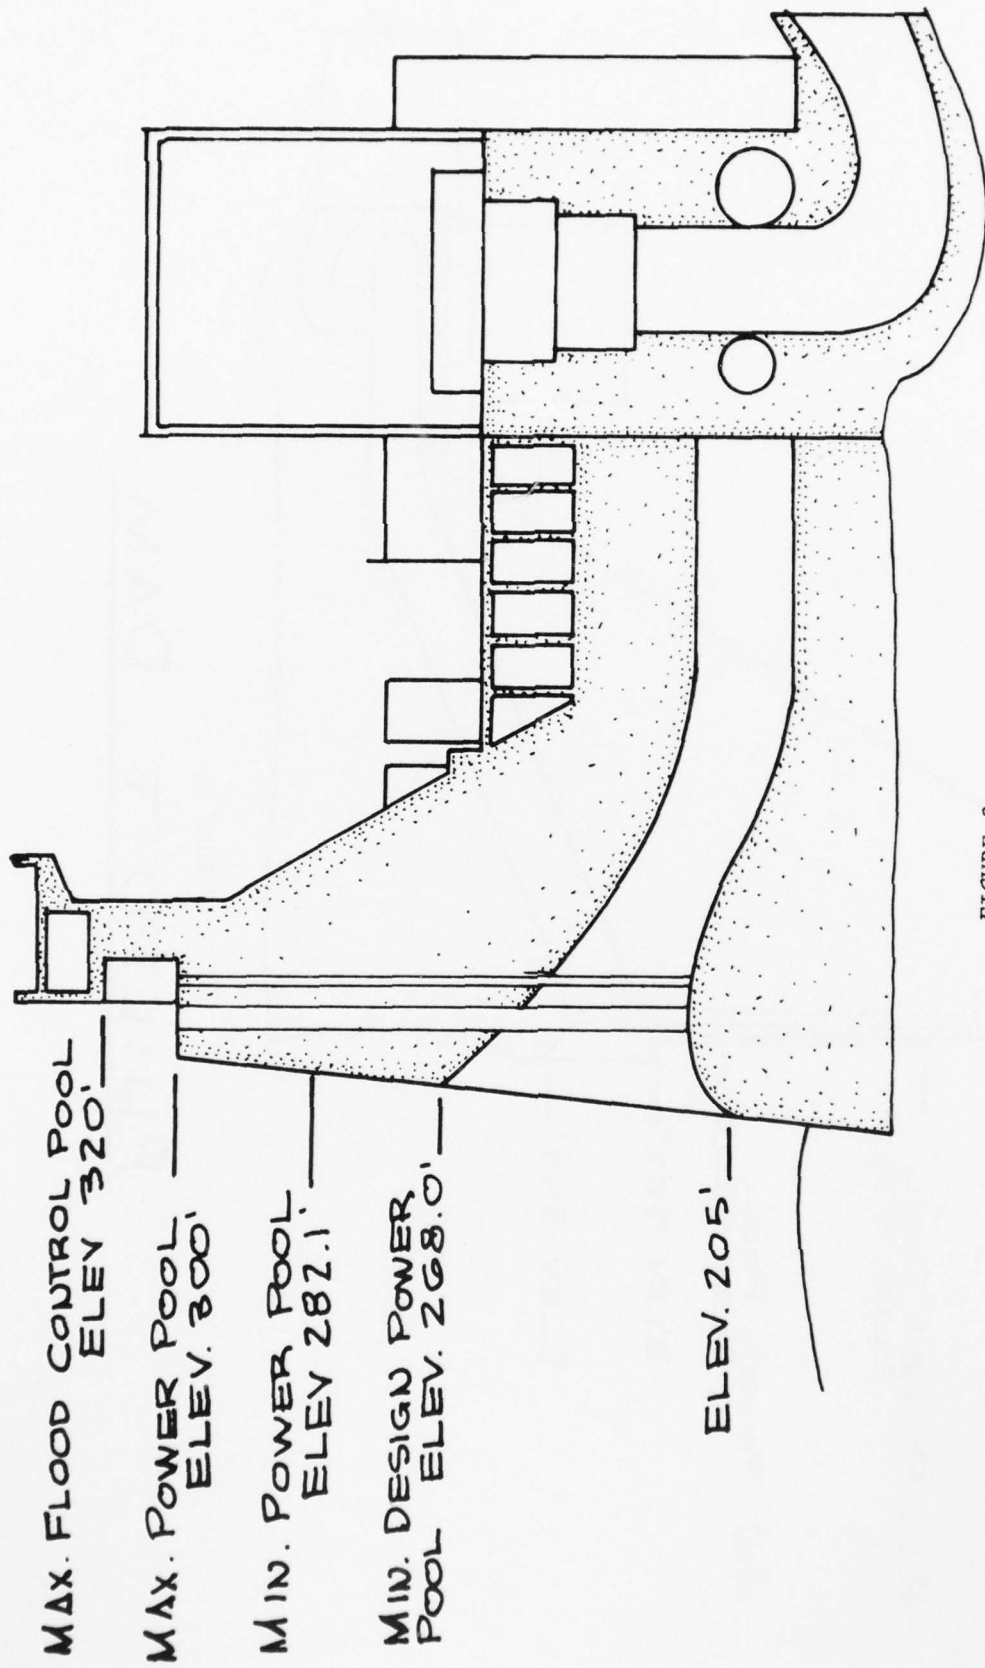 MAX. FLOOD CONTROL POOL
ELEV 320'
MAX. POWER POOL
ELEV. 300'
MIN. POWER POOL
ELEV 282.1'
MIN. DESIGN POWER
POOL ELEV. 268.0'
ELEV. 205'